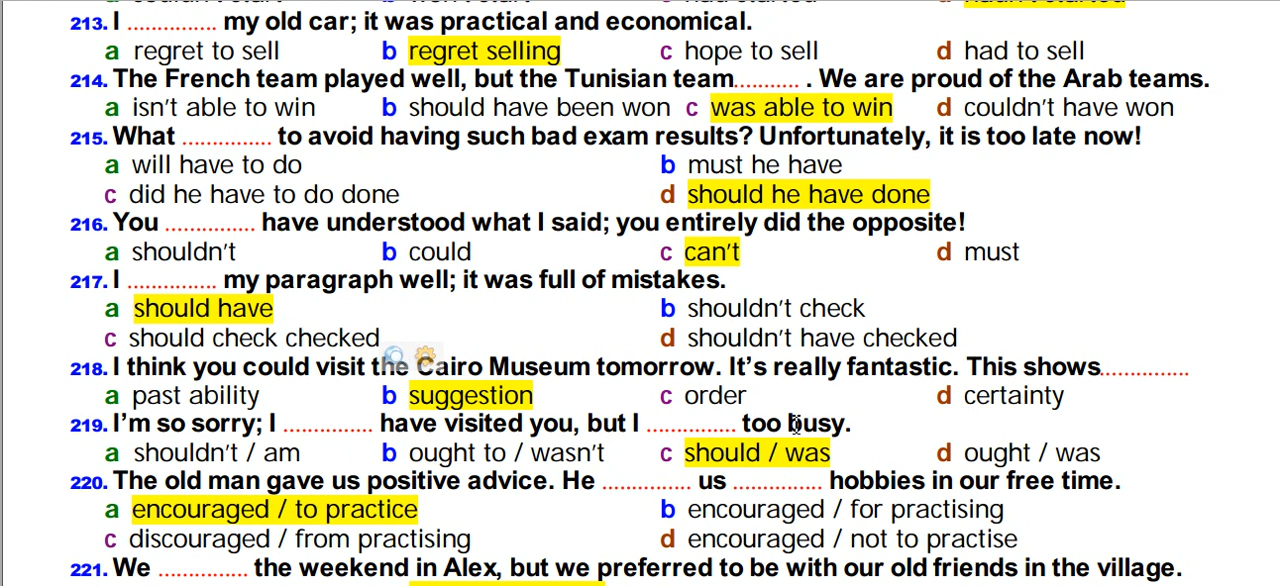 213. I .............. my old car; it was practical and economical.
a regret to sell b regret selling c hope to sell d had to sell
214. The French team played well, but the Tunisian team........... . We are proud of the Arab teams.
a isn't able to win b should have been won c was able to win d couldn't have won
215. What .............. to avoid having such bad exam results? Unfortunately, it is too late now!
a will have to do b must he have
c did he have to do done d should he have done
216. You .............. have understood what I said; you entirely did the opposite!
a shouldn't b could c can't d must
217. I .............. my paragraph well; it was full of mistakes.
a should have b shouldn't check
c should check checked d shouldn't have checked
218. I think you could visit the Cairo Museum tomorrow. It's really fantastic. This shows..............
a past ability b suggestion c order d certainty
219. I'm so sorry; I .............. have visited you, but I .............. too busy.
a shouldn't / am b ought to / wasn't c should / was d ought / was
220. The old man gave us positive advice. He .............. us .............. hobbies in our free time.
a encouraged / to practice b encouraged / for practising
c discouraged / from practising d encouraged / not to practise
221. We .............. the weekend in Alex, but we preferred to be with our old friends in the village.